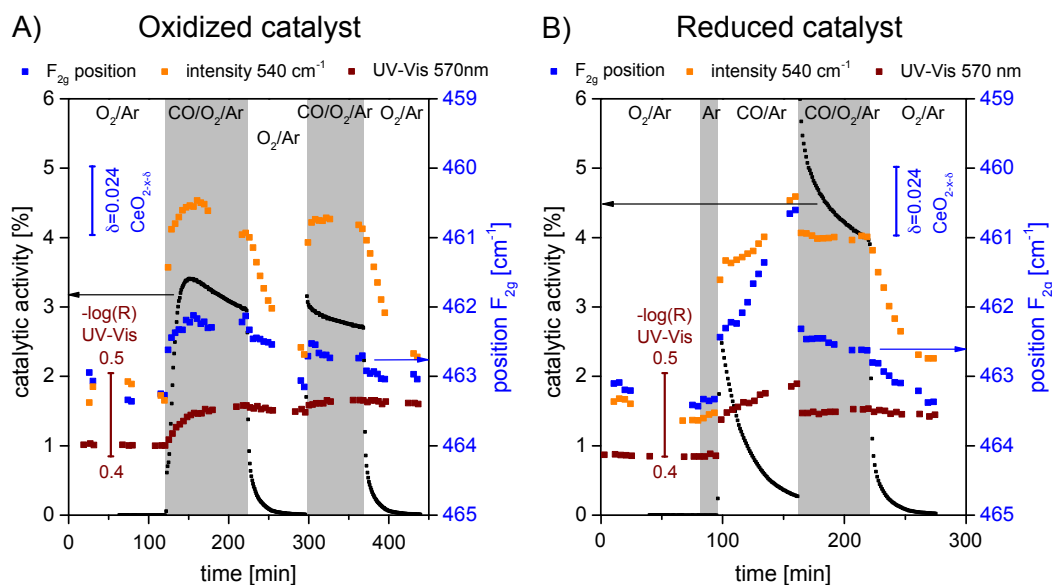 A) Oxidized catalyst
F2g position intensity 540 cm⁻¹ UV-Vis 570nm
O2/Ar CO/O2/Ar O2/Ar CO/O2/Ar O2/Ar
6
5
4
3
2
1
0
catalytic activity [%]
δ=0.024
CeO2-x-δ
-log(R)
UV-Vis
0.5
0.4
459
460
461
462
463
464
465
position F2g [cm⁻¹]
0 100 200 300 400
time [min]
B) Reduced catalyst
F2g position intensity 540 cm⁻¹ UV-Vis 570 nm
O2/Ar Ar CO/Ar CO/O2/Ar O2/Ar
6
5
4
3
2
1
0
catalytic activity [%]
-log(R)
UV-Vis
0.5
0.4
δ=0.024
CeO2-x-δ
459
460
461
462
463
464
465
position F2g [cm⁻¹]
0 100 200 300
time [min]